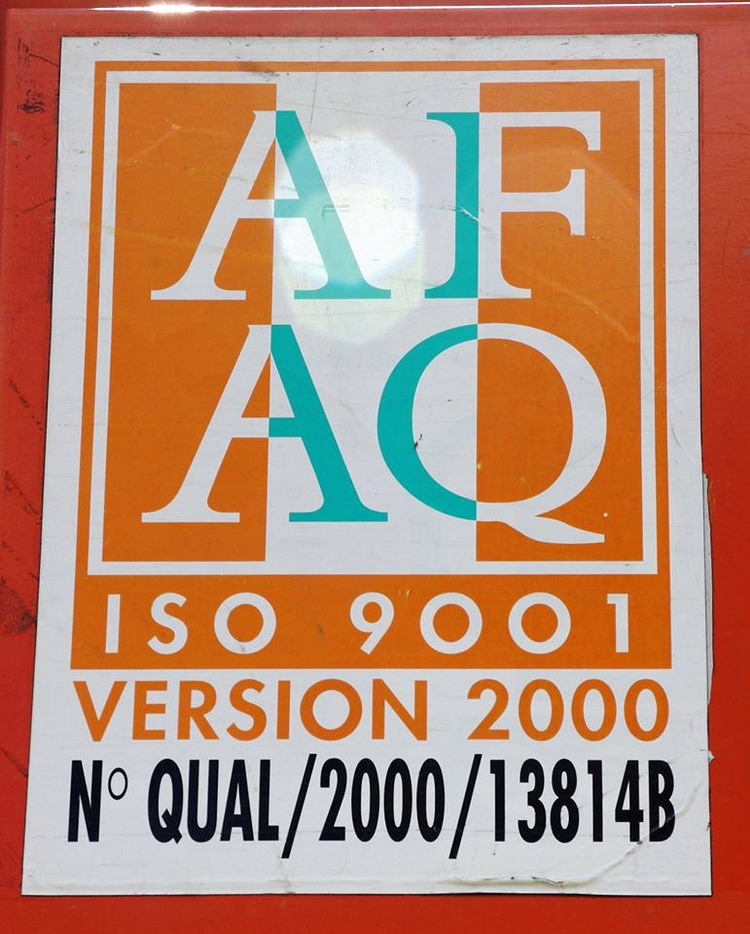 AF
AQ
ISO 9001
VERSION 2000
N° QUAL/2000/13814B